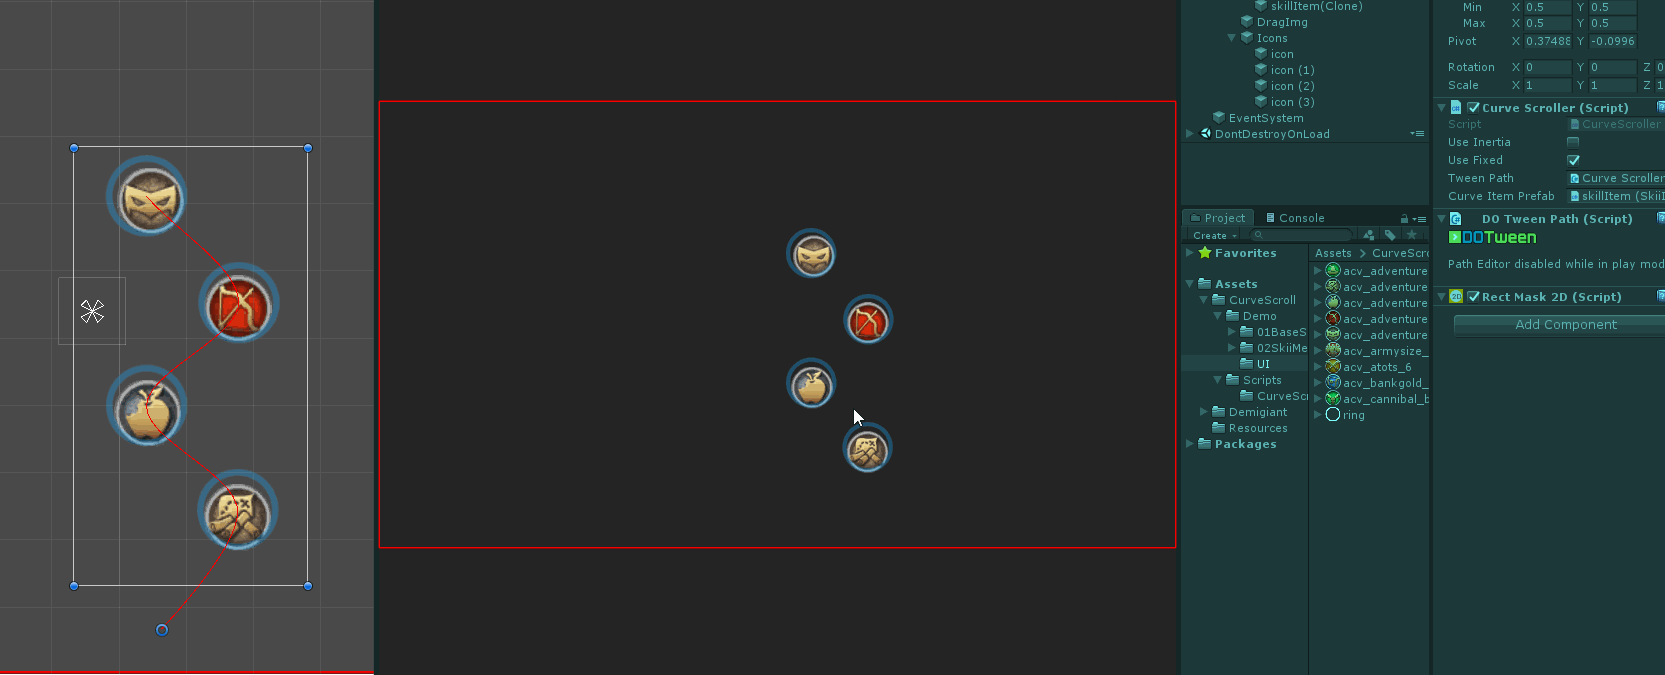 skillItem(Clone)
DragImg
Icons
icon
icon (1)
icon (2)
icon (3)
EventSystem
DontDestroyOnLoad
Project
Console
Create
Favorites
Assets
CurveScroll
Demo
01BaseS
02SkiiMe
UI
Scripts
CurveScr
Demigiant
Resources
Packages
Assets > CurveScro
acv_adventure
acv_adventure
acv_adventure
acv_adventure
acv_adventure
acv_armysize_
acv_atots_6
acv_bankgold_
acv_cannibal_b
ring
Min X 0.5 Y 0.5
Max X 0.5 Y 0.5
Pivot X 0.37488 Y -0.0996
Rotation X 0 Y 0 Z 0
Scale X 1 Y 1 Z 1
Curve Scroller (Script)
Script CurveScroller
Use Inertia
Use Fixed
Tween Path Curve Scroller
Curve Item Prefab skillItem (Skil
DO Tween Path (Script)
DOTween
Path Editor disabled while in play mod
Rect Mask 2D (Script)
Add Component